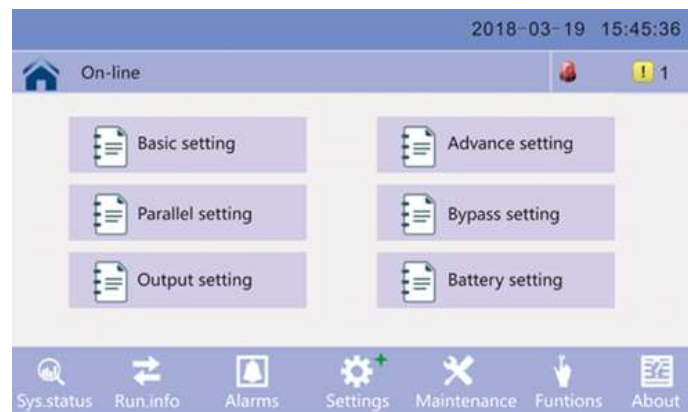 2018-03-19 15:45:36
On-line ! 1
Basic setting Advance setting
Parallel setting Bypass setting
Output setting Battery setting
Sys.status Run.info Alarms Settings Maintenance Funtions About